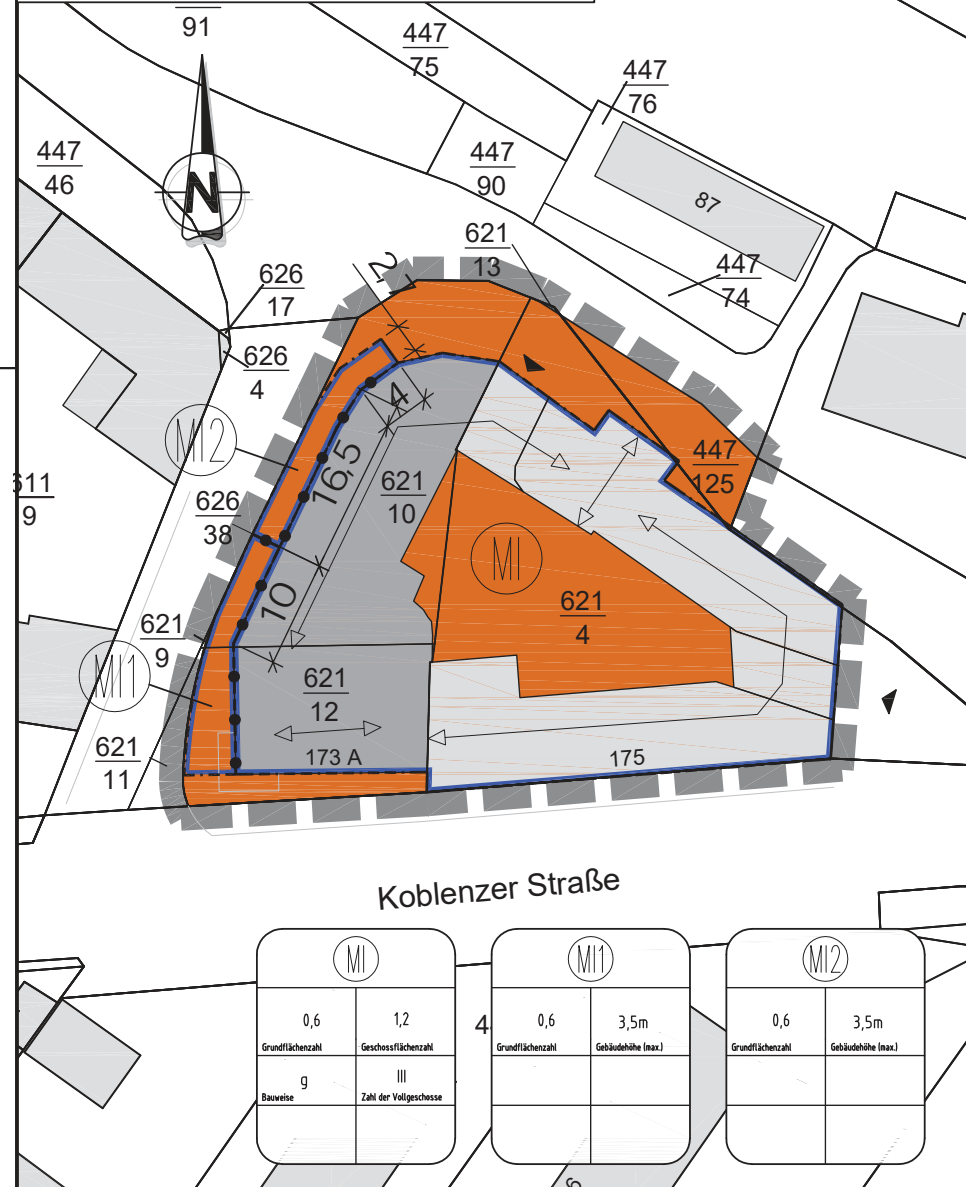 91
447
75
447
76
447
46
447
90
87
N
621
13
447
74
626
17
2
626
4
4
MI2
16,5
447
125
611
9
621
10
626
38
MI
10
621
4
621
9
MI1
621
12
621
11
173 A
175
Koblenzer Straße
MI
0,6
1,2
Grundflächenzahl
Geschossflächenzahl
g
III
Bauweise
Zahl der Vollgeschosse
4
MI1
0,6
3,5m
Grundflächenzahl
Gebäudehöhe (max.)
MI2
0,6
3,5m
Grundflächenzahl
Gebäudehöhe (max.)